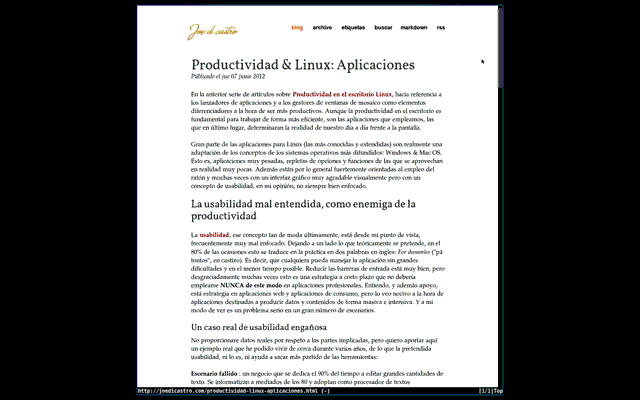 Joe di castro
blog archivo etiquetas buscar markdown rss
Productividad & Linux: Aplicaciones
Públicado el jue 07 junio 2012
En la anterior serie de artículos sobre Productividad en el escritorio Linux, hacia referencia a
los lanzadores de aplicaciones y a los gestores de ventanas de mosaico como elementos
diferenciadores a la hora de ser más productivos. Aunque la productividad en el escritorio es
fundamental para trabajar de forma más eficiente, son las aplicaciones que empleamos, las
que en último lugar, determinaran la realidad de nuestro día a día frente a la pantalla.
Gran parte de las aplicaciones para Linux (las más conocidas y extendidas) son realmente una
adaptación de los conceptos de los sistemas operativos más difundidos: Windows & Mac OS.
Esto es, aplicaciones muy pesadas, repletas de opciones y funciones de las que se aprovechan
en realidad muy pocas. Además están por lo general fuertemente orientadas al empleo del
ratón y muchas veces con un interfaz gráfico muy agradable visualmente pero con un
concepto de usabilidad, en mi opinión, no siempre bien enfocado.
La usabilidad mal entendida, como enemiga de la
productividad
La usabilidad, ese concepto tan de moda últimamente, está desde mi punto de vista,
frecuentemente muy mal enfocado. Dejando a un lado lo que teóricamente se pretende, en el
80% de las ocasiones esto se traduce en la práctica en dos palabras en ingles: For dummies ("pà
tontos", en castizo). Es decir, que cualquiera pueda manejar la aplicación sin grandes
dificultades y en el menor tiempo posible. Reducir las barreras de entrada está muy bien, pero
desgraciadamente muchas veces esto es una estrategia a corto plazo que no debería
emplearse NUNCA de este modo en aplicaciones profesionales. Entiendo, y además apoyo,
está estrategia en aplicaciones web y aplicaciones de consumo, pero lo veo nocivo a la hora de
aplicaciones destinadas a producir datos y contenidos de forma masiva e intensiva. Y a mi
modo de ver es un problema serio en un gran número de escenarios.
Un caso real de usabilidad engañosa
No proporcionare datos reales por respeto a las partes implicadas, pero quiero aportar aquí
un ejemplo real que he podido vivir de cerca durante varios años, de lo que la pretendida
usabilidad, ni lo es, ni ayuda a sacar más partido de las herramientas:
Escenario fallido : un negocio que se dedica el 90% del tiempo a editar grandes cantidades
de texto. Se informatizan a mediados de los 80 y adoptan como procesador de textos
http://joedicastro.com/productividad-linux-aplicaciones.html [-] [1/1]Top